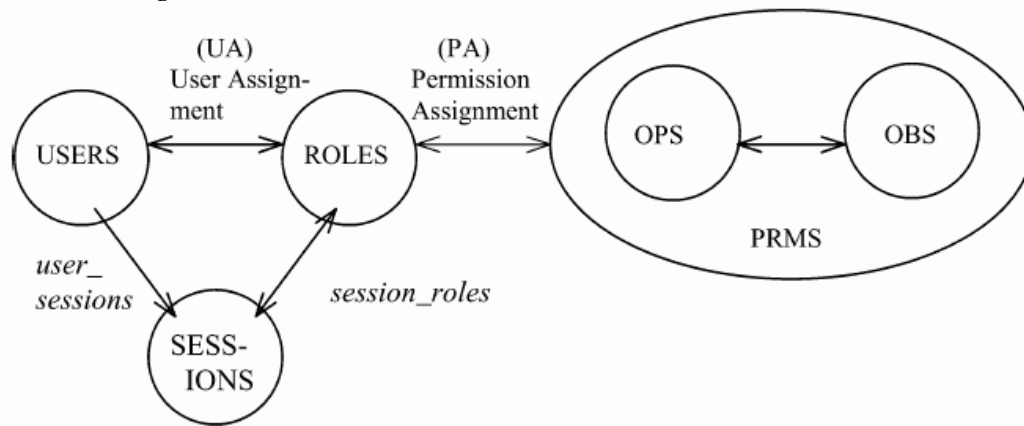 (UA)
User Assign-
ment
(PA)
Permission
Assignment
USERS
ROLES
OPS
OBS
PRMS
user_
sessions
session_roles
SESS-
IONS